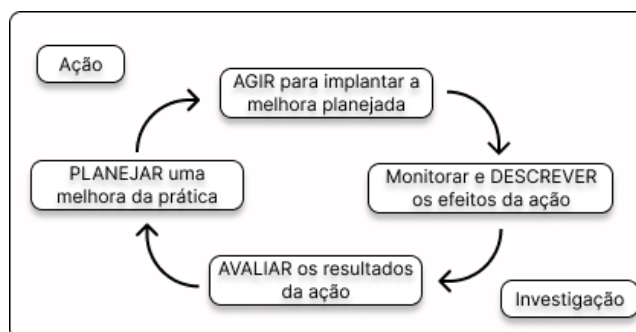 Ação
AGIR para implantar a
melhora planejada
PLANEJAR uma
melhora da prática
Monitorar e DESCREVER
os efeitos da ação
AVALIAR os resultados
da ação
Investigação